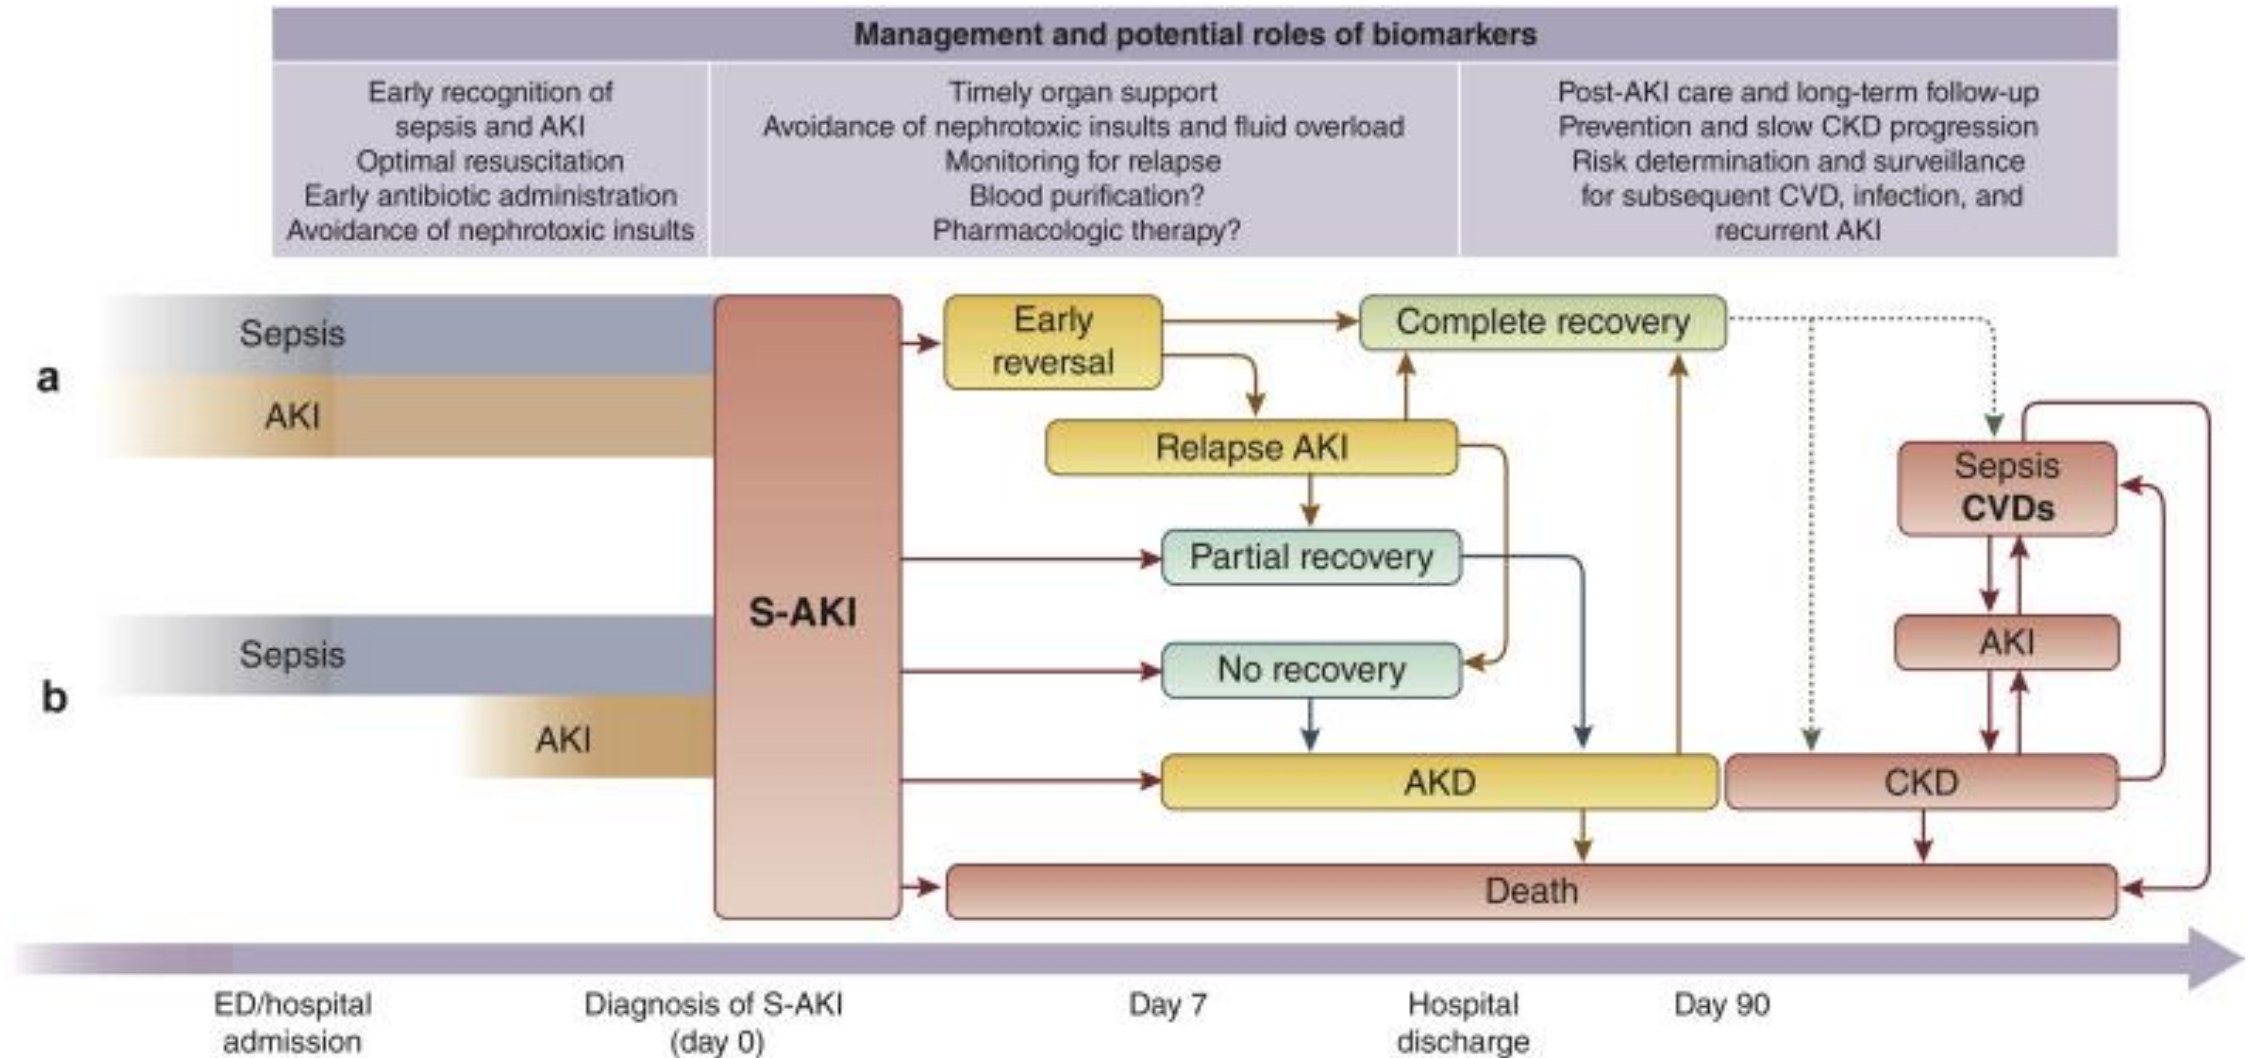 Management and potential roles of biomarkers
Early recognition of
sepsis and AKI
Optimal resuscitation
Early antibiotic administration
Avoidance of nephrotoxic insults
Timely organ support
Avoidance of nephrotoxic insults and fluid overload
Monitoring for relapse
Blood purification?
Pharmacologic therapy?
Post-AKI care and long-term follow-up
Prevention and slow CKD progression
Risk determination and surveillance
for subsequent CVD, infection, and
recurrent AKI
a
Sepsis
AKI
b
Sepsis
AKI
S-AKI
Early
reversal
Complete recovery
Relapse AKI
Partial recovery
No recovery
AKD
Sepsis
CVDs
AKI
CKD
Death
ED/hospital
admission
Diagnosis of S-AKI
(day 0)
Day 7
Hospital
discharge
Day 90